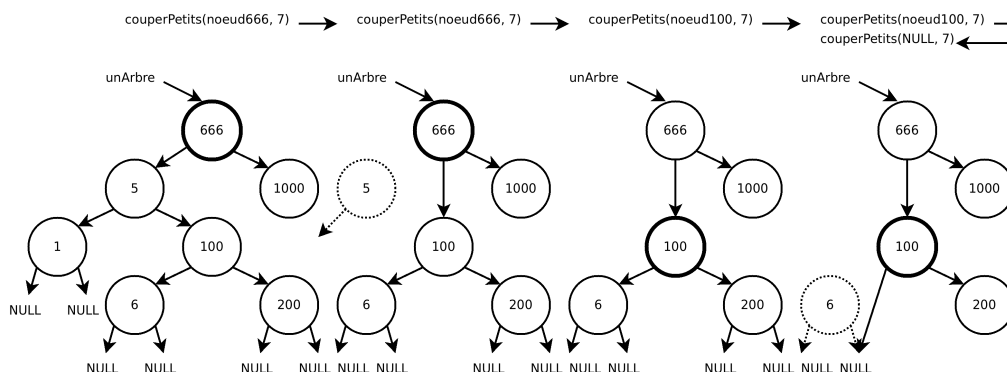 couperPetits(noeud666, 7) couperPetits(noeud666, 7) couperPetits(noeud100, 7) couperPetits(noeud100, 7)
couperPetits(NULL, 7)
unArbre unArbre unArbre unArbre
666 666 666 666
5 1000 5 1000 1000 1000
1 100 100 100 100
6 200 6 200 6 200 6 200
NULL NULL
NULL NULL NULL NULL NULL NULL NULL NULL NULL NULL NULL NULL NULL NULL